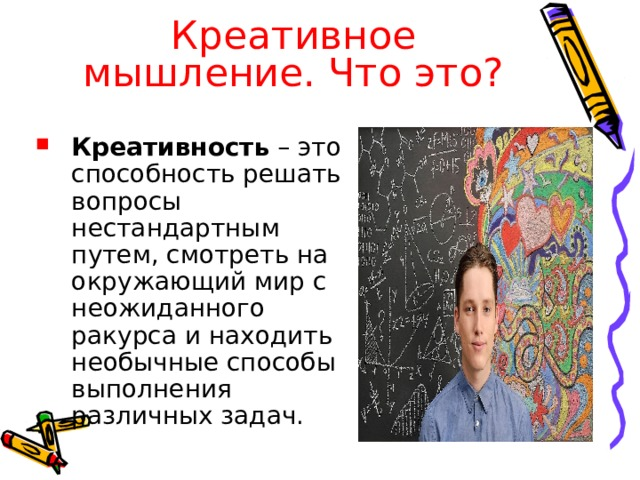 Креативное
мышление. Что это?
Креативность – это
способность решать
вопросы
нестандартным
путем, смотреть на
окружающий мир с
неожиданного
ракурса и находить
необычные способы
выполнения
различных задач.